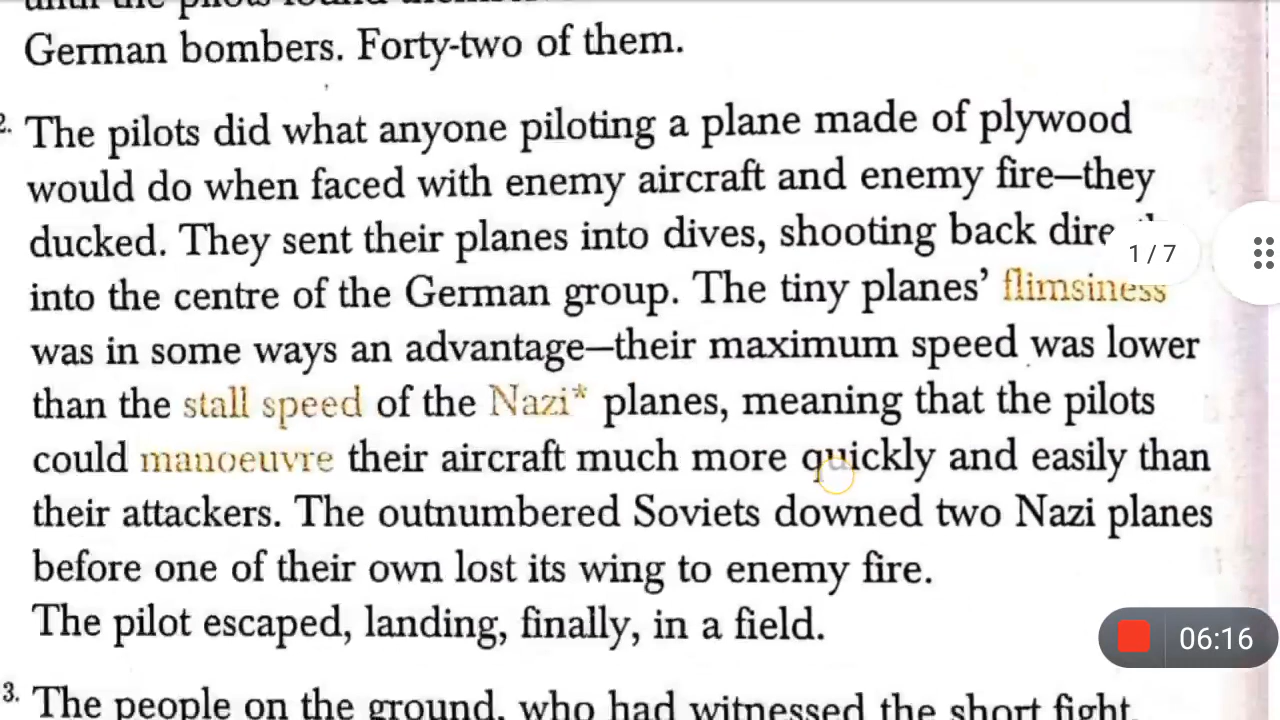 German bombers. Forty-two of them.
2. The pilots did what anyone piloting a plane made of plywood
would do when faced with enemy aircraft and enemy fire—they
ducked. They sent their planes into dives, shooting back
1 / 7
into the centre of the German group. The tiny planes’ flimsiness
was in some ways an advantage—their maximum speed was lower
than the stall speed of the Nazi* planes, meaning that the pilots
could manoeuvre their aircraft much more quickly and easily than
their attackers. The outnumbered Soviets downed two Nazi planes
before one of their own lost its wing to enemy fire.
The pilot escaped, landing, finally, in a field.
06:16
3. The people on the ground, who had witnessed the short fight,